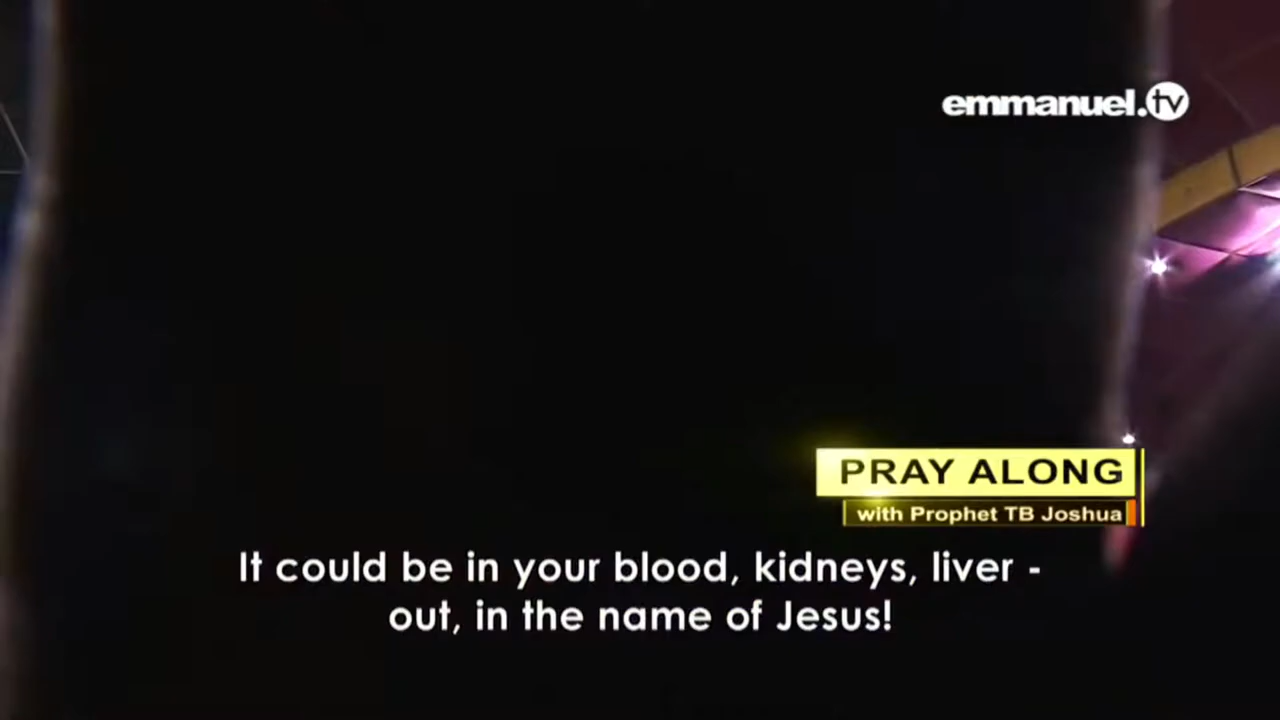 emmanuel.tv
PRAY ALONG
with Prophet TB Joshua
It could be in your blood, kidneys, liver -
out, in the name of Jesus!